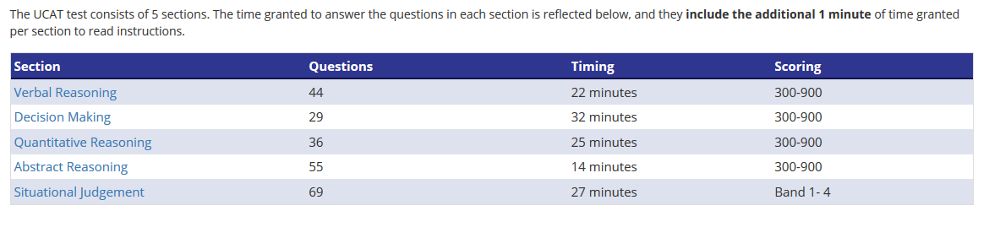 The UCAT test consists of 5 sections. The time granted to answer the questions in each section is reflected below, and they include the additional 1 minute of time granted
per section to read instructions.
Section Questions Timing Scoring
Verbal Reasoning 44 22 minutes 300-900
Decision Making 29 32 minutes 300-900
Quantitative Reasoning 36 25 minutes 300-900
Abstract Reasoning 55 14 minutes 300-900
Situational Judgement 69 27 minutes Band 1- 4